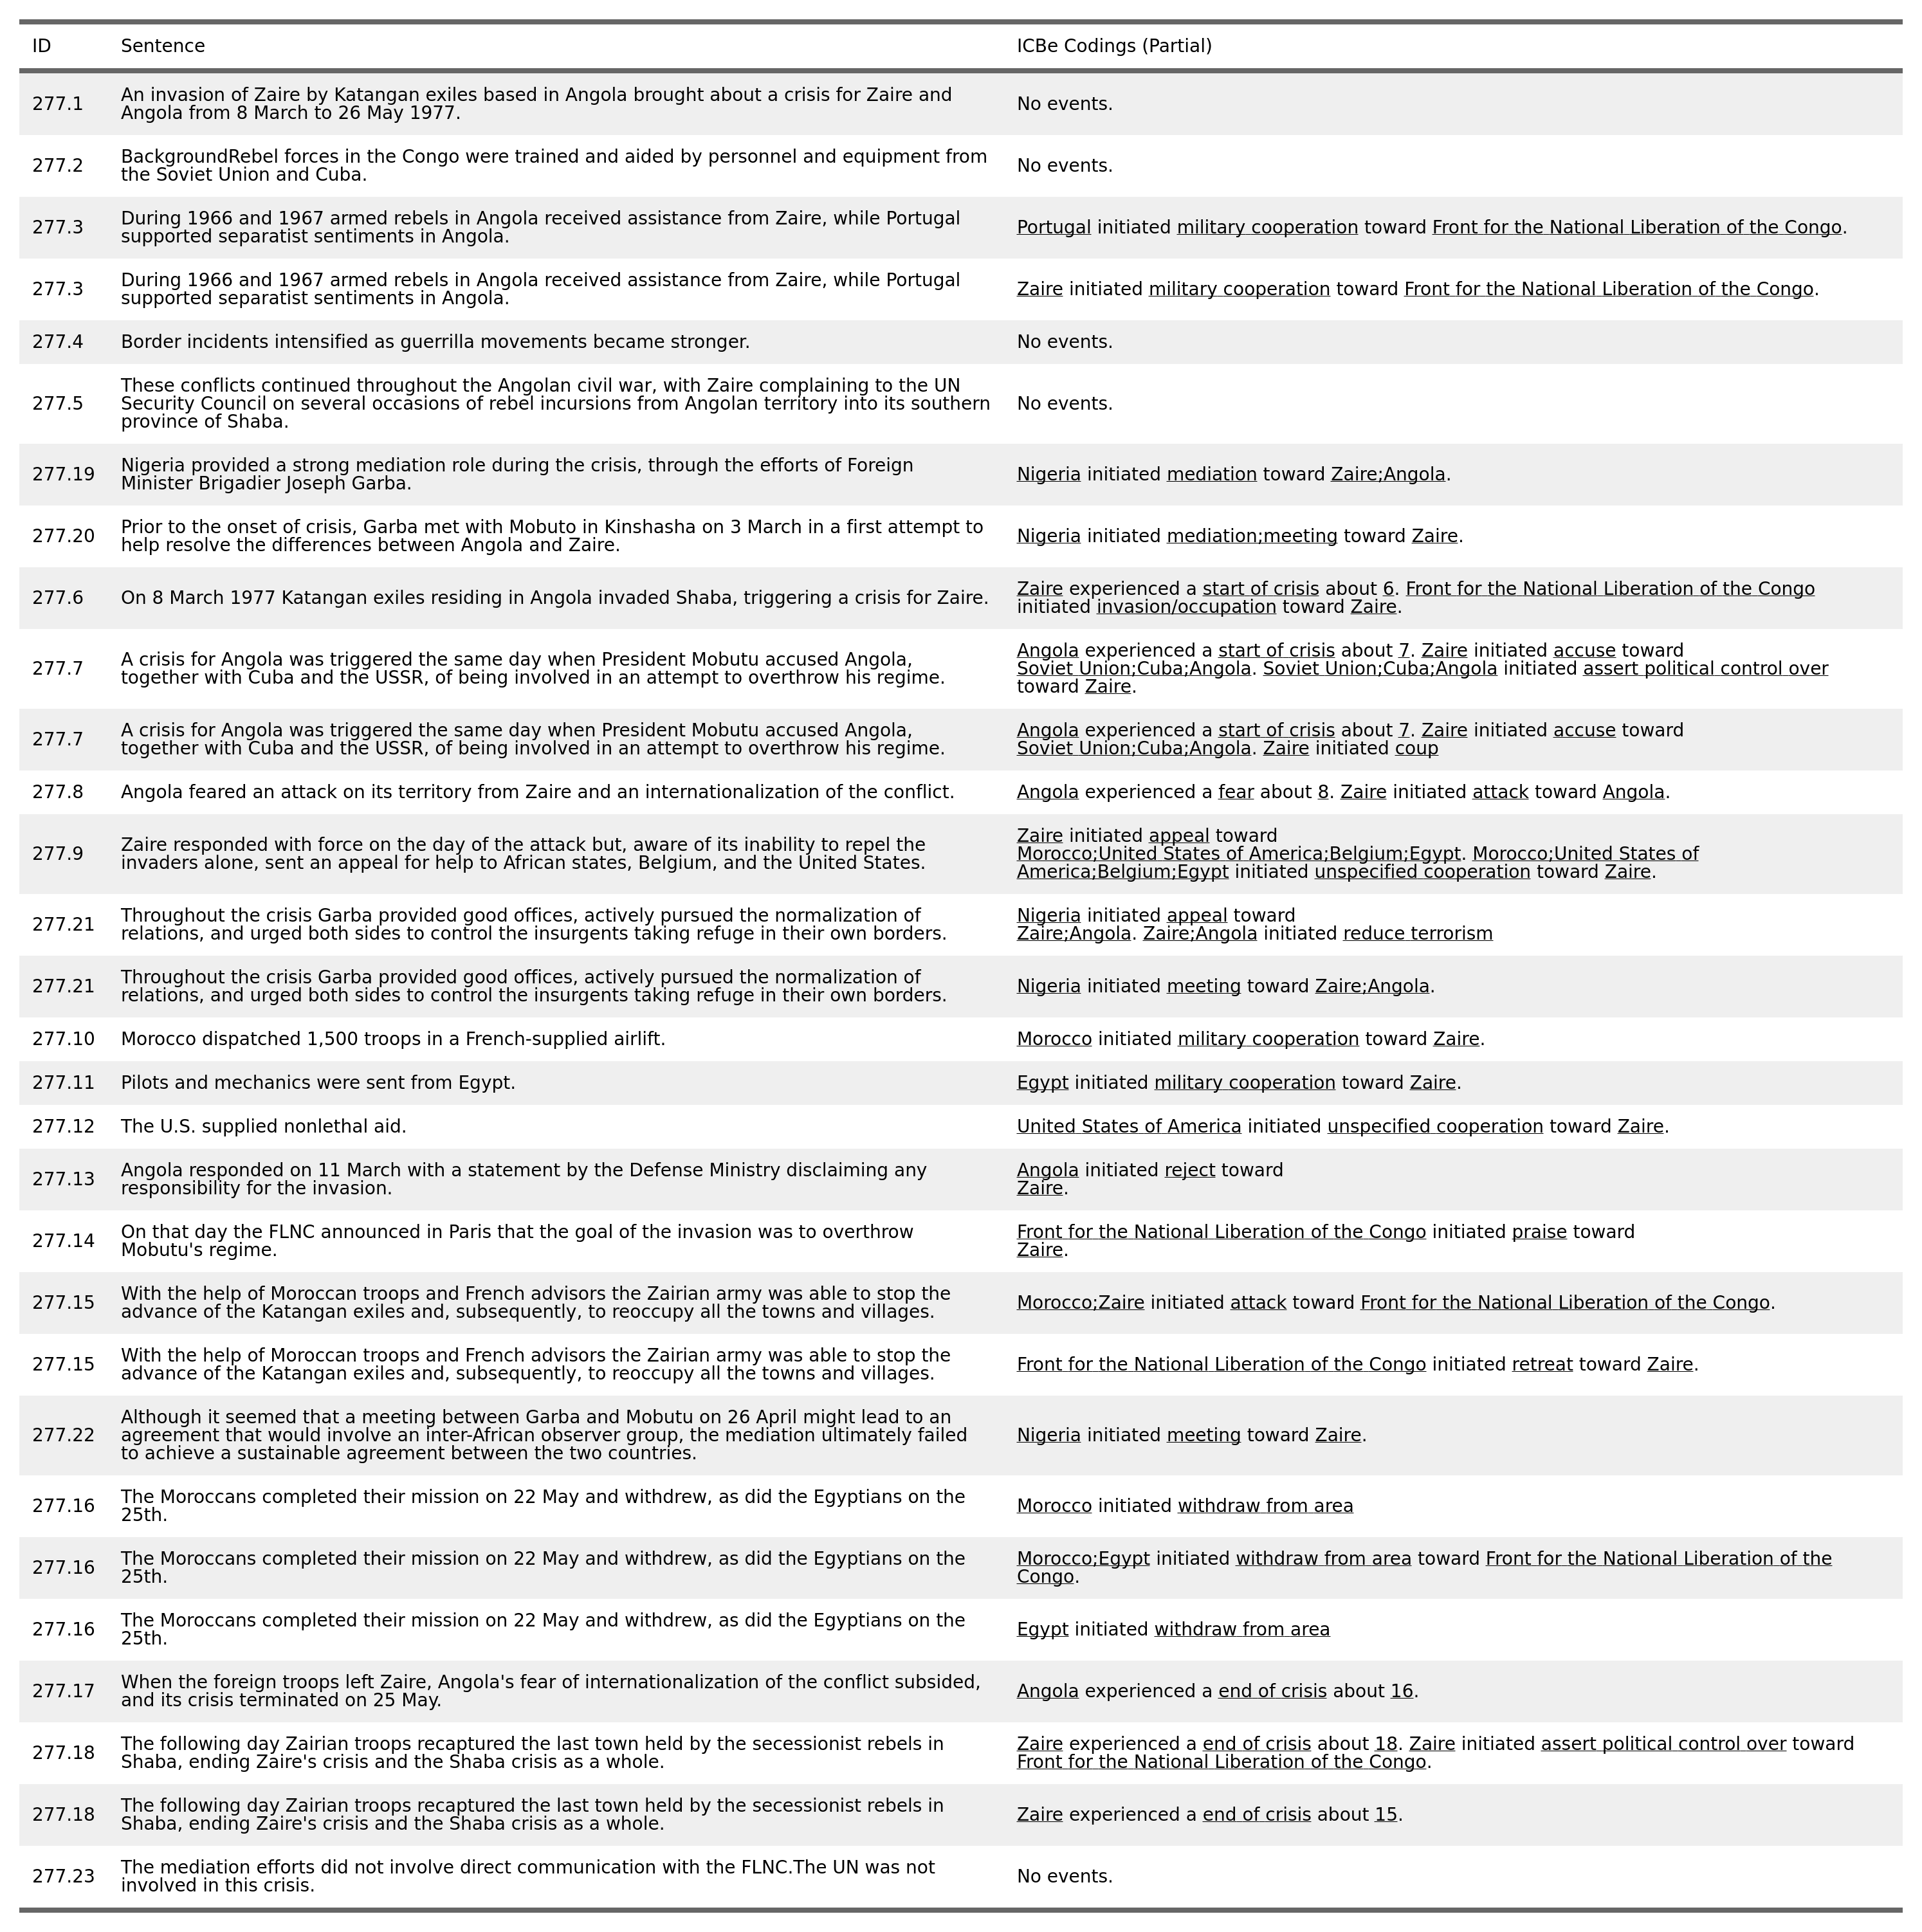 ID Sentence ICBe Codings (Partial)
277.1 An invasion of Zaire by Katangan exiles based in Angola brought about a crisis for Zaire and
Angola from 8 March to 26 May 1977. No events.
277.2 BackgroundRebel forces in the Congo were trained and aided by personnel and equipment from
the Soviet Union and Cuba. No events.
277.3 During 1966 and 1967 armed rebels in Angola received assistance from Zaire, while Portugal
supported separatist sentiments in Angola. Portugal initiated military cooperation toward Front for the National Liberation of the Congo.
277.3 During 1966 and 1967 armed rebels in Angola received assistance from Zaire, while Portugal
supported separatist sentiments in Angola. Zaire initiated military cooperation toward Front for the National Liberation of the Congo.
277.4 Border incidents intensified as guerrilla movements became stronger. No events.
277.5 These conflicts continued throughout the Angolan civil war, with Zaire complaining to the UN
Security Council on several occasions of rebel incursions from Angolan territory into its southern
province of Shaba. No events.
277.19 Nigeria provided a strong mediation role during the crisis, through the efforts of Foreign
Minister Brigadier Joseph Garba. Nigeria initiated mediation toward Zaire;Angola.
277.20 Prior to the onset of crisis, Garba met with Mobuto in Kinshasha on 3 March in a first attempt to
help resolve the differences between Angola and Zaire. Nigeria initiated mediation;meeting toward Zaire.
277.6 On 8 March 1977 Katangan exiles residing in Angola invaded Shaba, triggering a crisis for Zaire.
Zaire experienced a start of crisis about 6. Front for the National Liberation of the Congo
initiated invasion/occupation toward Zaire.
277.7 A crisis for Angola was triggered the same day when President Mobutu accused Angola,
together with Cuba and the USSR, of being involved in an attempt to overthrow his regime.
Angola experienced a start of crisis about 7. Zaire initiated accuse toward
Soviet Union;Cuba;Angola. Soviet Union;Cuba;Angola initiated assert political control over
toward Zaire.
277.7 A crisis for Angola was triggered the same day when President Mobutu accused Angola,
together with Cuba and the USSR, of being involved in an attempt to overthrow his regime.
Angola experienced a start of crisis about 7. Zaire initiated accuse toward
Soviet Union;Cuba;Angola. Zaire initiated coup
277.8 Angola feared an attack on its territory from Zaire and an internationalization of the conflict. Angola experienced a fear about 8. Zaire initiated attack toward Angola.
277.9 Zaire responded with force on the day of the attack but, aware of its inability to repel the
invaders alone, sent an appeal for help to African states, Belgium, and the United States.
Zaire initiated appeal toward
Morocco;United States of America;Belgium;Egypt. Morocco;United States of
America;Belgium;Egypt initiated unspecified cooperation toward Zaire.
277.21 Throughout the crisis Garba provided good offices, actively pursued the normalization of
relations, and urged both sides to control the insurgents taking refuge in their own borders.
Nigeria initiated appeal toward
Zaire;Angola. Zaire;Angola initiated reduce terrorism
277.21 Throughout the crisis Garba provided good offices, actively pursued the normalization of
relations, and urged both sides to control the insurgents taking refuge in their own borders. Nigeria initiated meeting toward Zaire;Angola.
277.10 Morocco dispatched 1,500 troops in a French-supplied airlift. Morocco initiated military cooperation toward Zaire.
277.11 Pilots and mechanics were sent from Egypt. Egypt initiated military cooperation toward Zaire.
277.12 The U.S. supplied nonlethal aid. United States of America initiated unspecified cooperation toward Zaire.
277.13 Angola responded on 11 March with a statement by the Defense Ministry disclaiming any
responsibility for the invasion.
Angola initiated reject toward
Zaire.
277.14 On that day the FLNC announced in Paris that the goal of the invasion was to overthrow
Mobutu's regime.
Front for the National Liberation of the Congo initiated praise toward
Zaire.
277.15 With the help of Moroccan troops and French advisors the Zairian army was able to stop the
advance of the Katangan exiles and, subsequently, to reoccupy all the towns and villages. Morocco;Zaire initiated attack toward Front for the National Liberation of the Congo.
277.15 With the help of Moroccan troops and French advisors the Zairian army was able to stop the
advance of the Katangan exiles and, subsequently, to reoccupy all the towns and villages. Front for the National Liberation of the Congo initiated retreat toward Zaire.
277.22 Although it seemed that a meeting between Garba and Mobutu on 26 April might lead to an
agreement that would involve an inter-African observer group, the mediation ultimately failed
to achieve a sustainable agreement between the two countries. Nigeria initiated meeting toward Zaire.
277.16 The Moroccans completed their mission on 22 May and withdrew, as did the Egyptians on the
25th. Morocco initiated withdraw from area
277.16 The Moroccans completed their mission on 22 May and withdrew, as did the Egyptians on the
25th.
Morocco;Egypt initiated withdraw from area toward Front for the National Liberation of the
Congo.
277.16 The Moroccans completed their mission on 22 May and withdrew, as did the Egyptians on the
25th. Egypt initiated withdraw from area
277.17 When the foreign troops left Zaire, Angola's fear of internationalization of the conflict subsided,
and its crisis terminated on 25 May. Angola experienced a end of crisis about 16.
277.18 The following day Zairian troops recaptured the last town held by the secessionist rebels in
Shaba, ending Zaire's crisis and the Shaba crisis as a whole.
Zaire experienced a end of crisis about 18. Zaire initiated assert political control over toward
Front for the National Liberation of the Congo.
277.18 The following day Zairian troops recaptured the last town held by the secessionist rebels in
Shaba, ending Zaire's crisis and the Shaba crisis as a whole. Zaire experienced a end of crisis about 15.
277.23 The mediation efforts did not involve direct communication with the FLNC.The UN was not
involved in this crisis. No events.